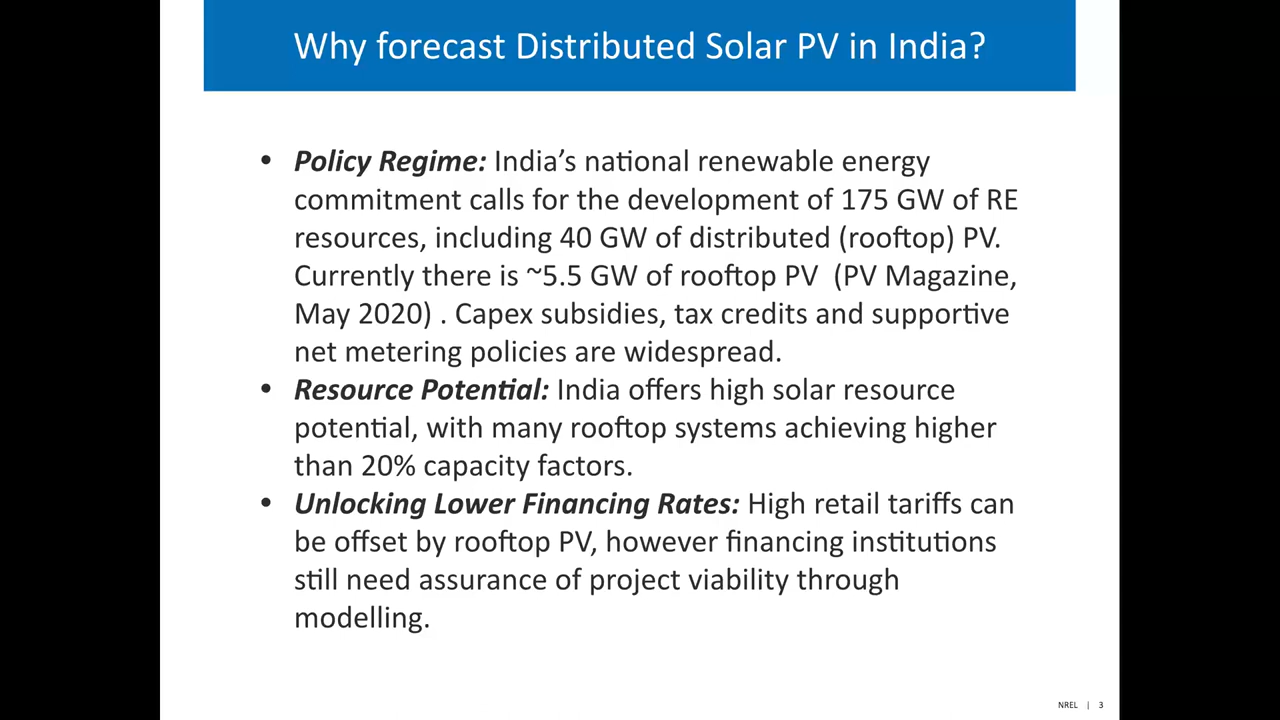 Why forecast Distributed Solar PV in India?
• Policy Regime: India’s national renewable energy
commitment calls for the development of 175 GW of RE
resources, including 40 GW of distributed (rooftop) PV.
Currently there is ~5.5 GW of rooftop PV  (PV Magazine,
May 2020) . Capex subsidies, tax credits and supportive
net metering policies are widespread.
• Resource Potential: India offers high solar resource
potential, with many rooftop systems achieving higher
than 20% capacity factors.
• Unlocking Lower Financing Rates: High retail tariffs can
be offset by rooftop PV, however financing institutions
still need assurance of project viability through
modelling.
NREL | 3